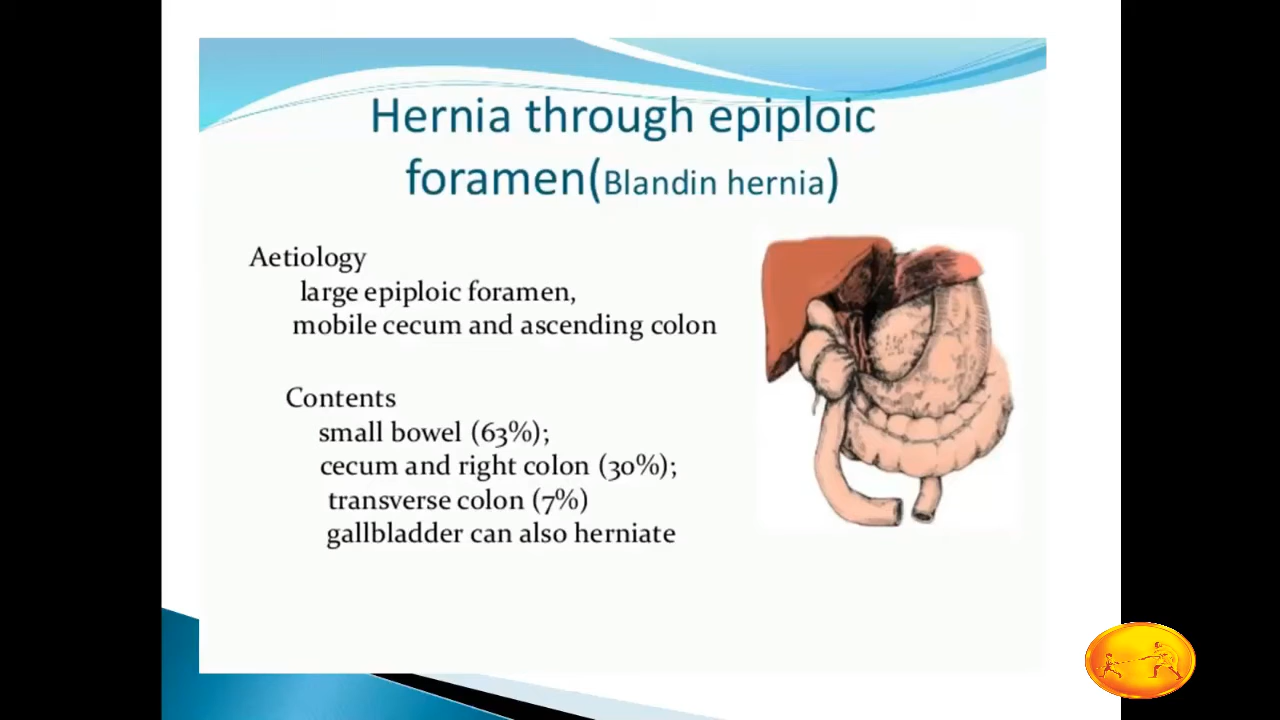 Hernia through epiploic
foramen(Blandin hernia)
Aetiology
large epiploic foramen,
mobile cecum and ascending colon
Contents
small bowel (63%);
cecum and right colon (30%);
transverse colon (7%)
gallbladder can also herniate